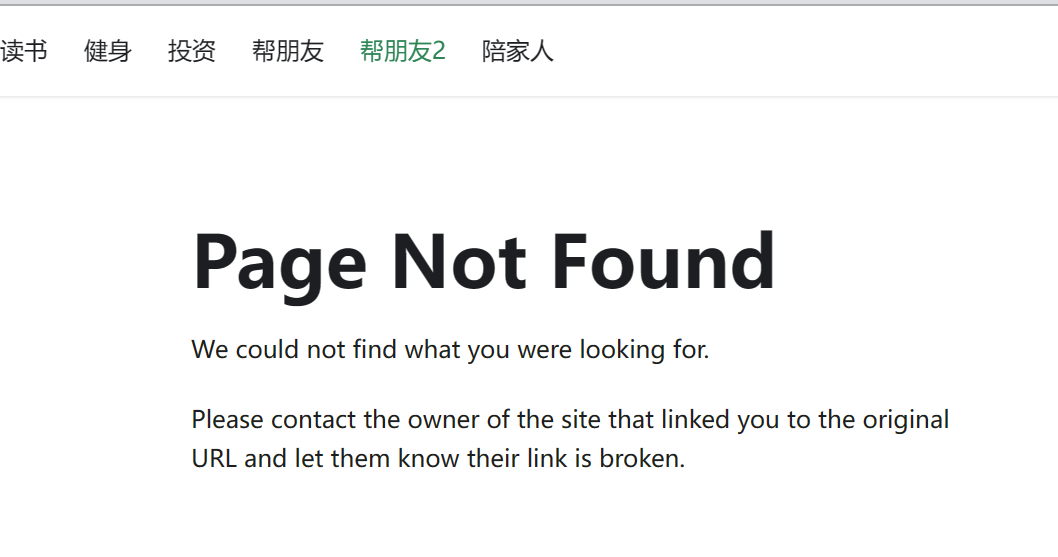 读书 健身 投资 帮朋友 帮朋友2 陪家人
Page Not Found
We could not find what you were looking for.
Please contact the owner of the site that linked you to the original
URL and let them know their link is broken.